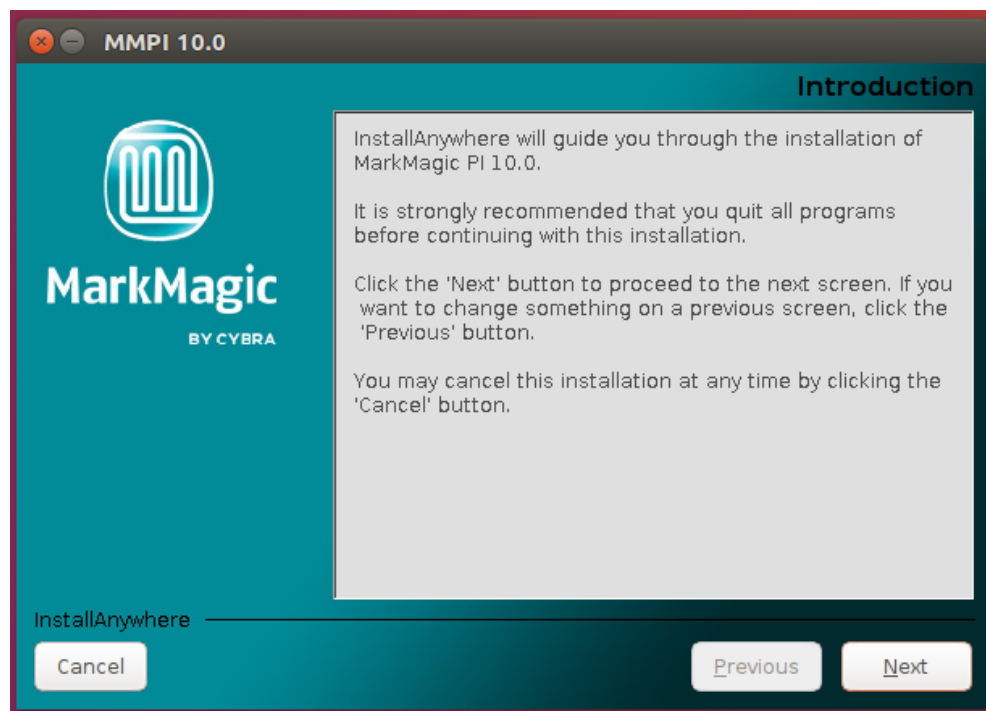 MMPI 10.0
Introduction
MarkMagic
BY CYBRA
InstallAnywhere will guide you through the installation of
MarkMagic PI 10.0.
It is strongly recommended that you quit all programs
before continuing with this installation.
Click the 'Next' button to proceed to the next screen. If you
want to change something on a previous screen, click the
'Previous' button.
You may cancel this installation at any time by clicking the
'Cancel' button.
InstallAnywhere
Cancel
Previous
Next